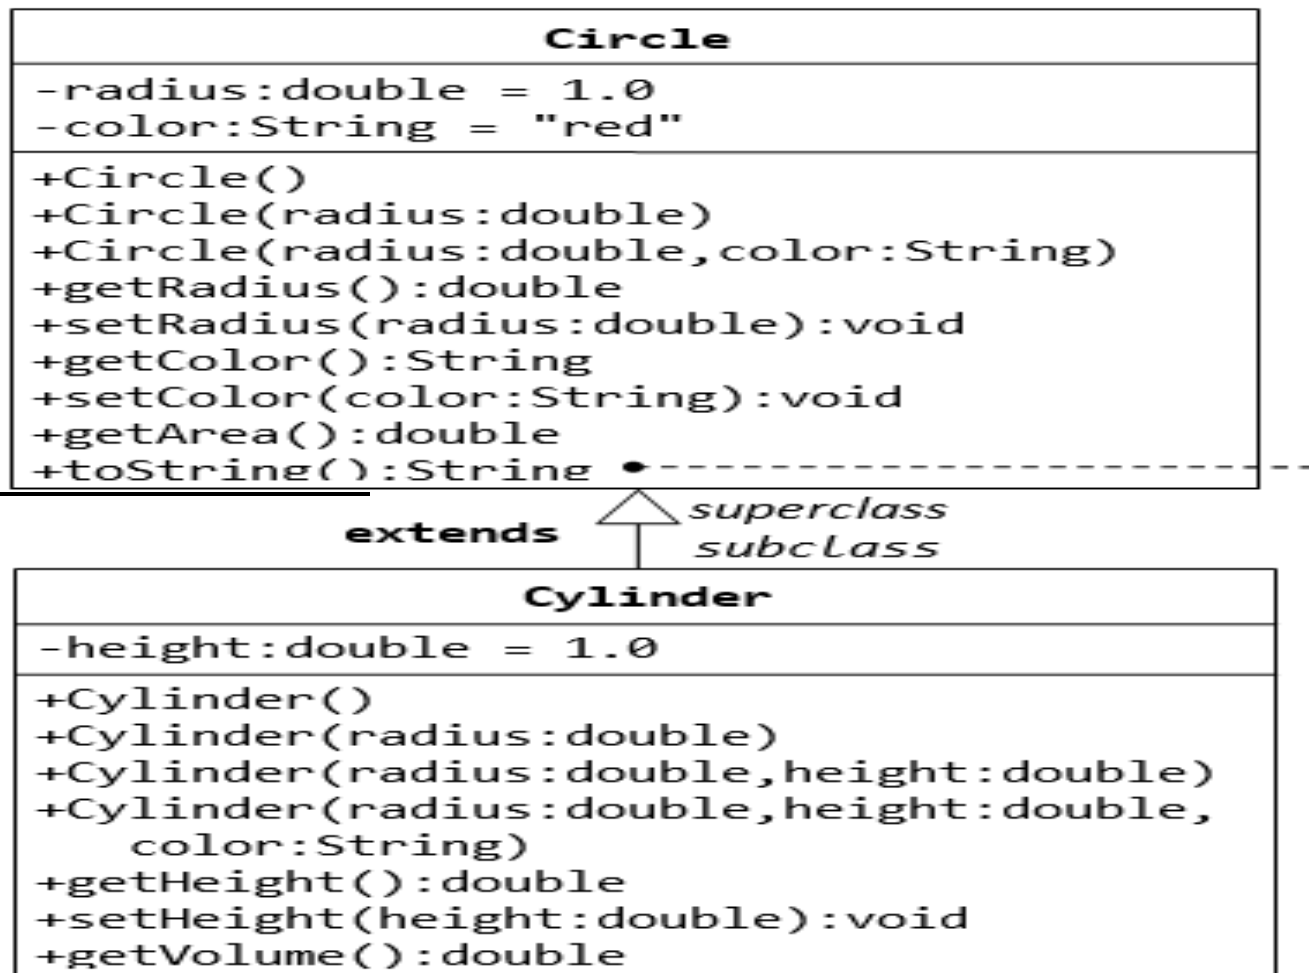 Circle
-radius:double = 1.0
-color:String = "red"
+Circle()
+Circle(radius:double)
+Circle(radius:double,color:String)
+getRadius():double
+setRadius(radius:double):void
+getColor():String
+setColor(color:String):void
+getArea():double
+toString():String
superclass
extends
subclass
Cylinder
-height:double = 1.0
+Cylinder()
+Cylinder(radius:double)
+Cylinder(radius:double,height:double)
+Cylinder(radius:double,height:double,
color:String)
+getHeight():double
+setHeight(height:double):void
+getVolume():double